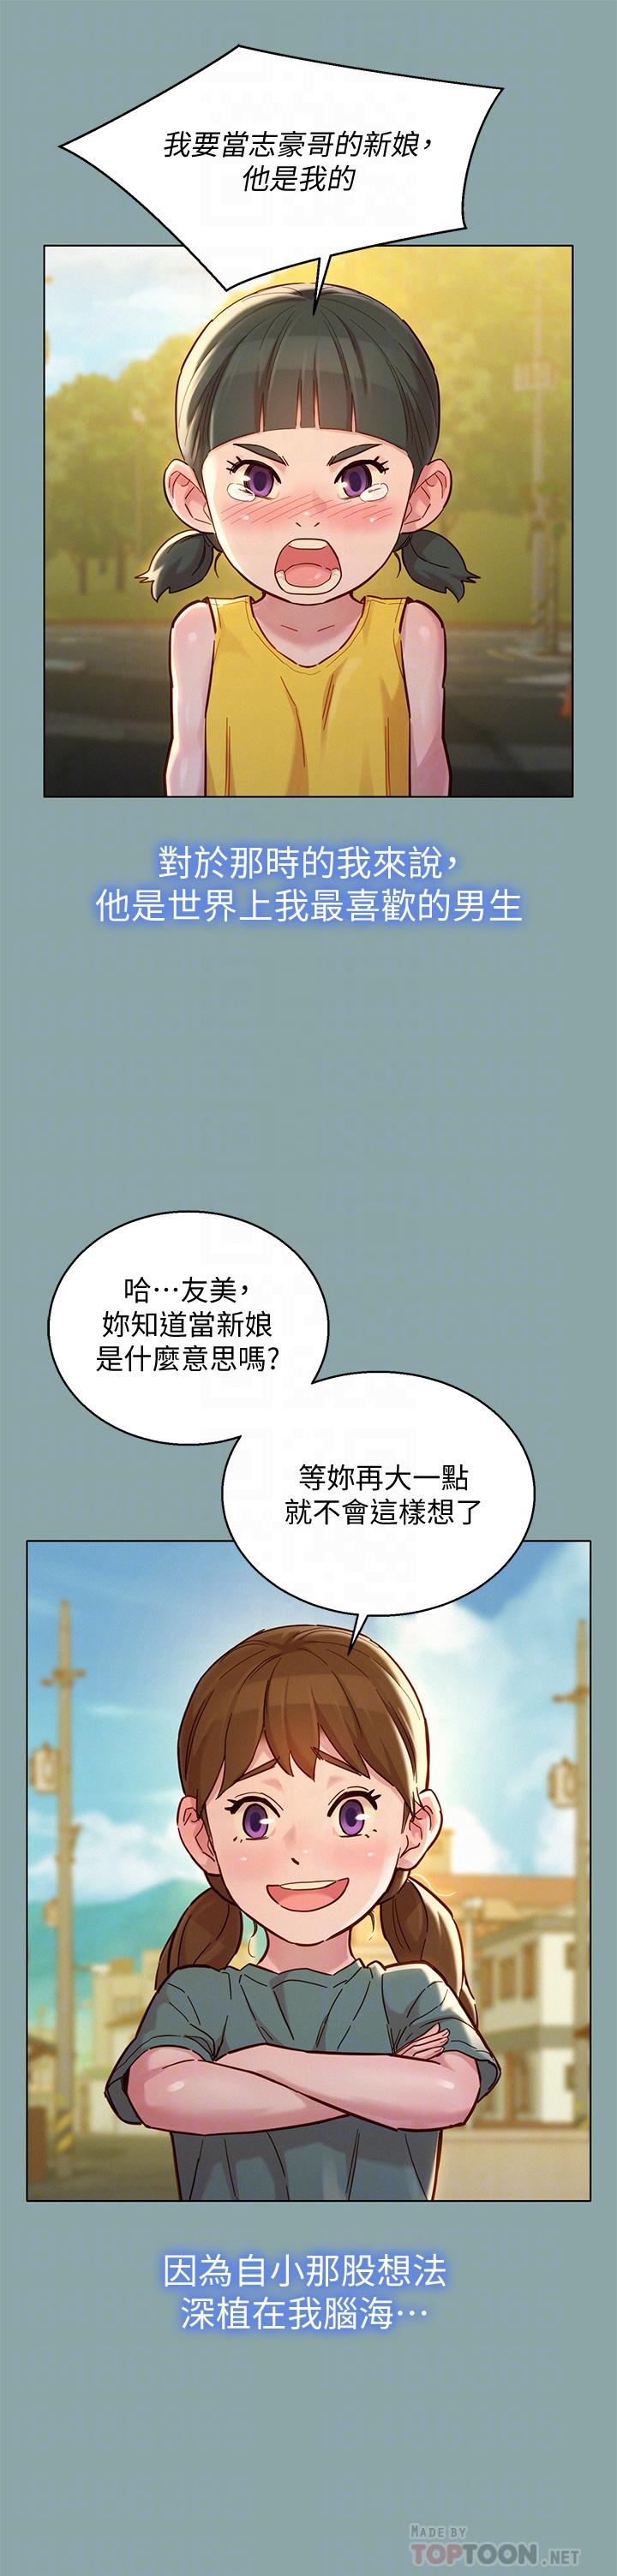 我要當志豪哥的新娘，
他是我的
對於那時的我來說，
他是世界上我最喜歡的男生
哈⋯友美，
妳知道當新娘
是什麼意思嗎?
等妳再大一點
就不會這樣想了
因為自小那股想法
深植在我腦海⋯
MADE BY
TOPTOON.NET